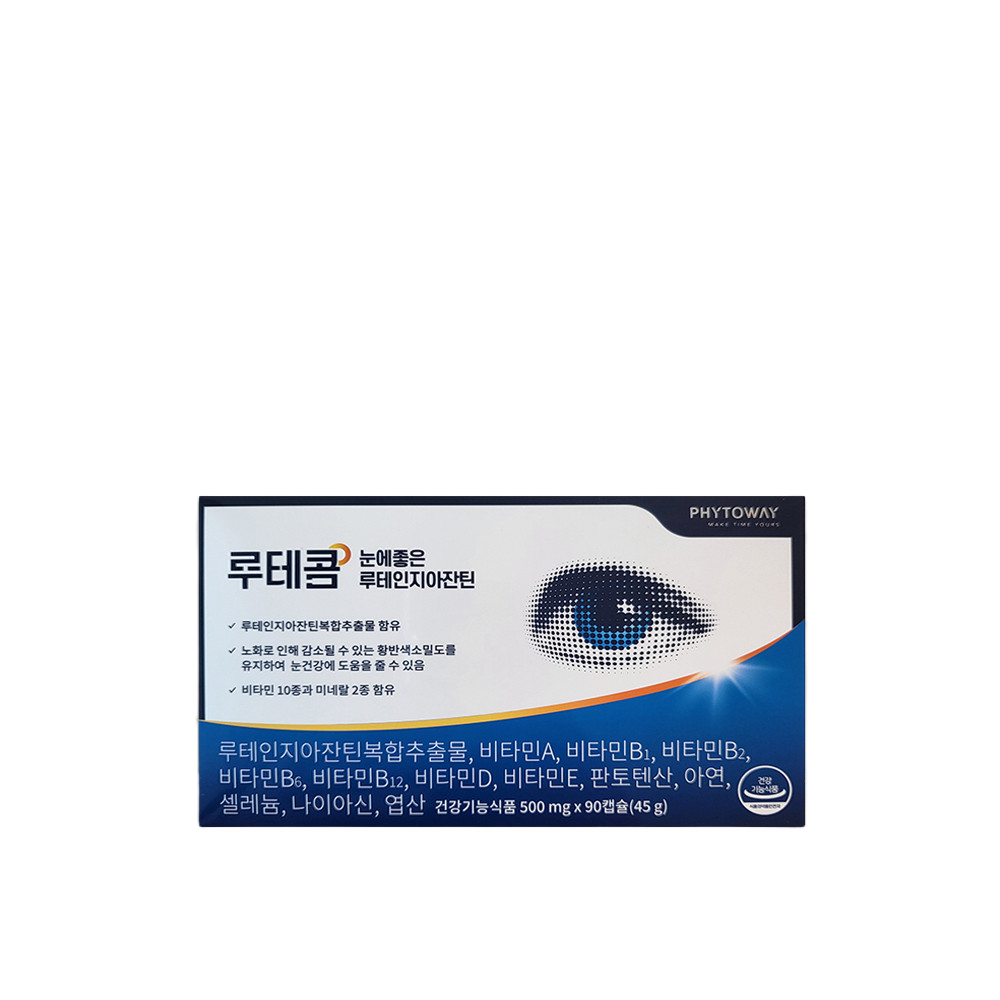 PHYTOWAY
MAKE TIME YOURS
루테콤
눈에좋은
루테인지아잔틴
루테인지아잔틴복합추출물 함유
노화로 인해 감소될 수 있는 황반색소밀도를
유지하여 눈건강에 도움을 줄 수 있음
비타민 10종과 미네랄 2종 함유
루테인지아잔틴복합추출물, 비타민A, 비타민B1, 비타민B2,
비타민B6, 비타민B12, 비타민D, 비타민E, 판토텐산, 아연,
셀레늄, 나이아신, 엽산 건강기능식품 500 mg x 90캡슐(45 g)
건강
기능식품
식품의약품안전처